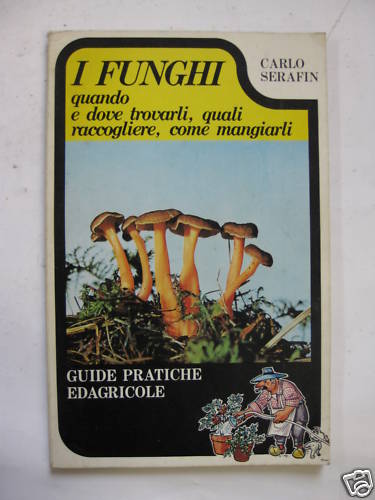 I FUNGHI
quando
e dove trovarli, quali
raccogliere, come mangiarli
CARLO
SERAFIN
GUIDE PRATICHE
EDAGRICOLE